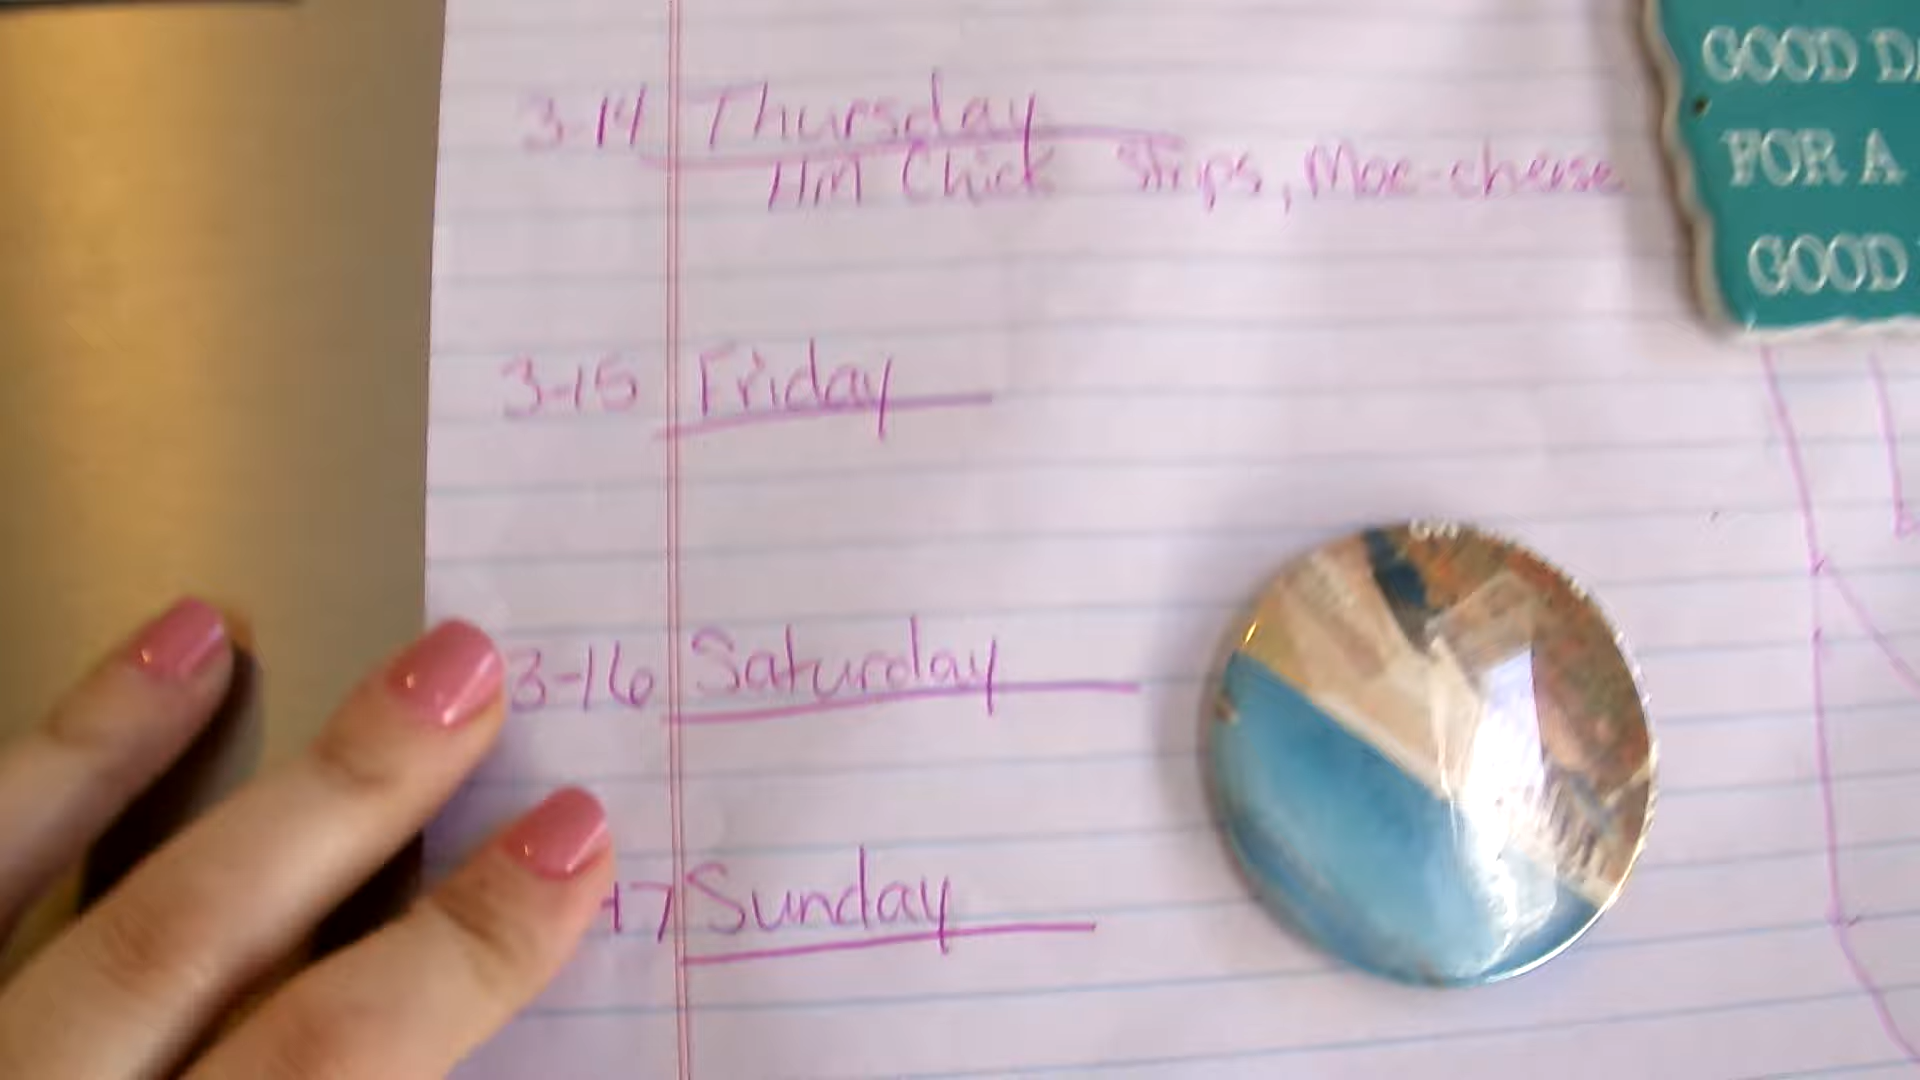 3-14 Thursday
HM Chick Strips, Mac-cheese
3-15 Friday
3-16 Saturday
-17 Sunday
GOOD DA
FOR A
GOOD